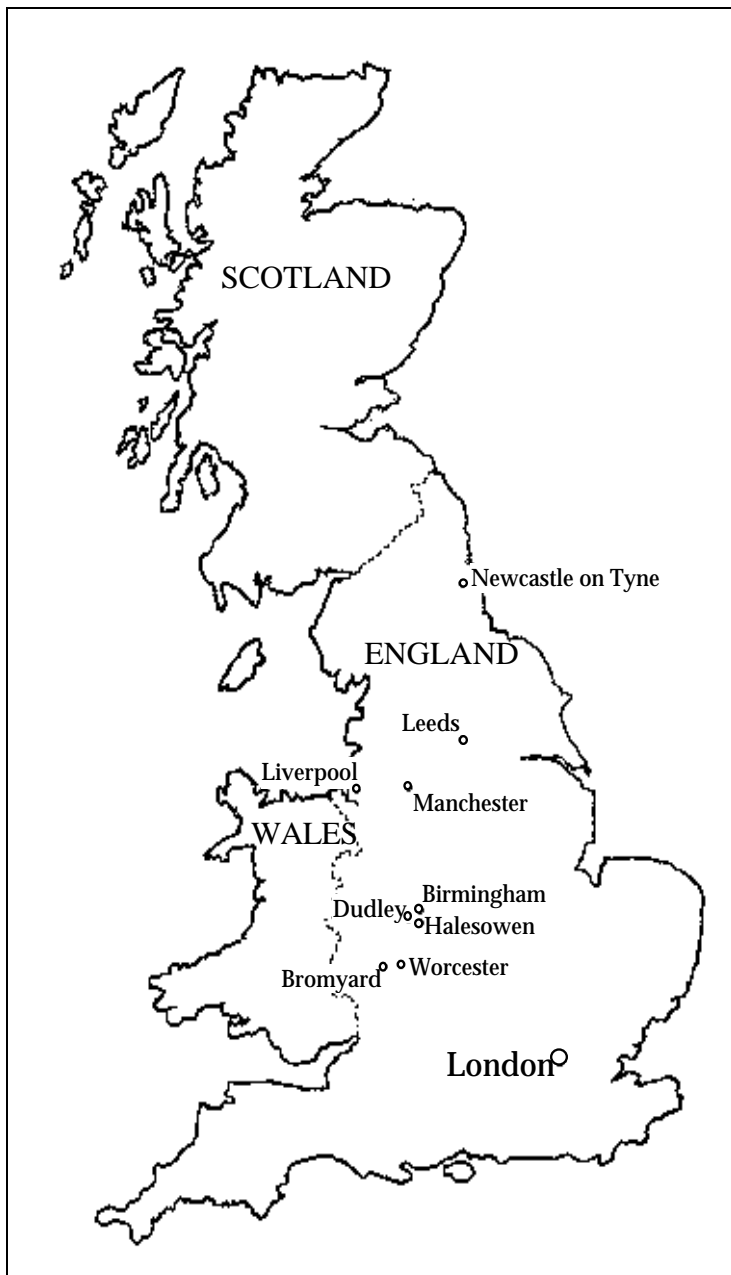 SCOTLAND
Newcastle on Tyne
ENGLAND
Leeds
Liverpool
Manchester
WALES
Birmingham
Dudley
Halesowen
Worcester
Bromyard
London